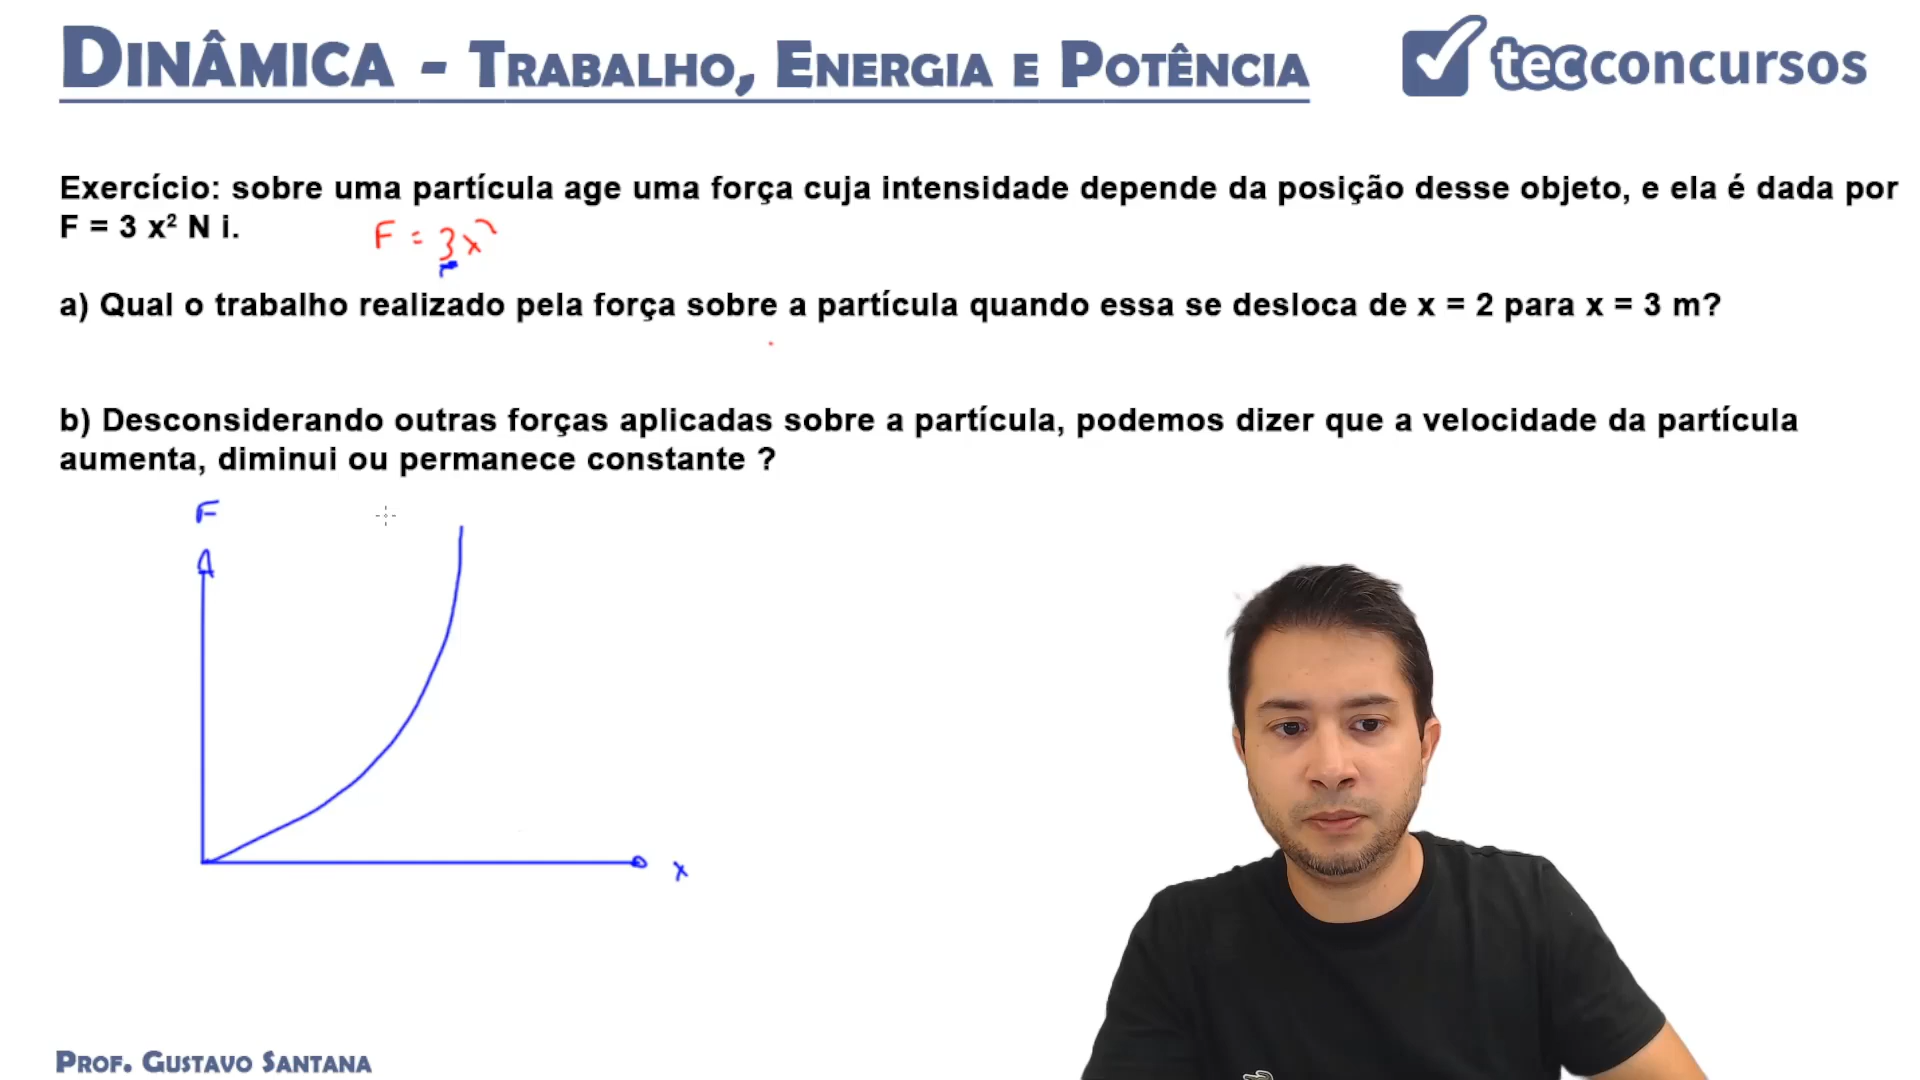 DINÂMICA - TRABALHO, ENERGIA E POTÊNCIA
tecconcursos
Exercício: sobre uma partícula age uma força cuja intensidade depende da posição desse objeto, e ela é dada por
F = 3 x² N i.
F = 3x²
a) Qual o trabalho realizado pela força sobre a partícula quando essa se desloca de x = 2 para x = 3 m?
b) Desconsiderando outras forças aplicadas sobre a partícula, podemos dizer que a velocidade da partícula
aumenta, diminui ou permanece constante ?
F
x
PROF. GUSTAVO SANTANA